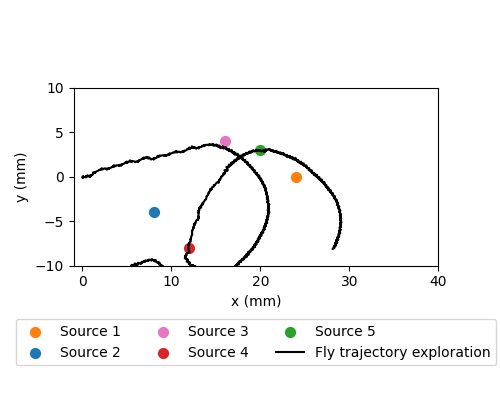 10
5
0
−5
−10
y (mm)
0 10 20 30 40
x (mm)
Source 1 Source 3 Source 5
Source 2 Source 4 Fly trajectory exploration